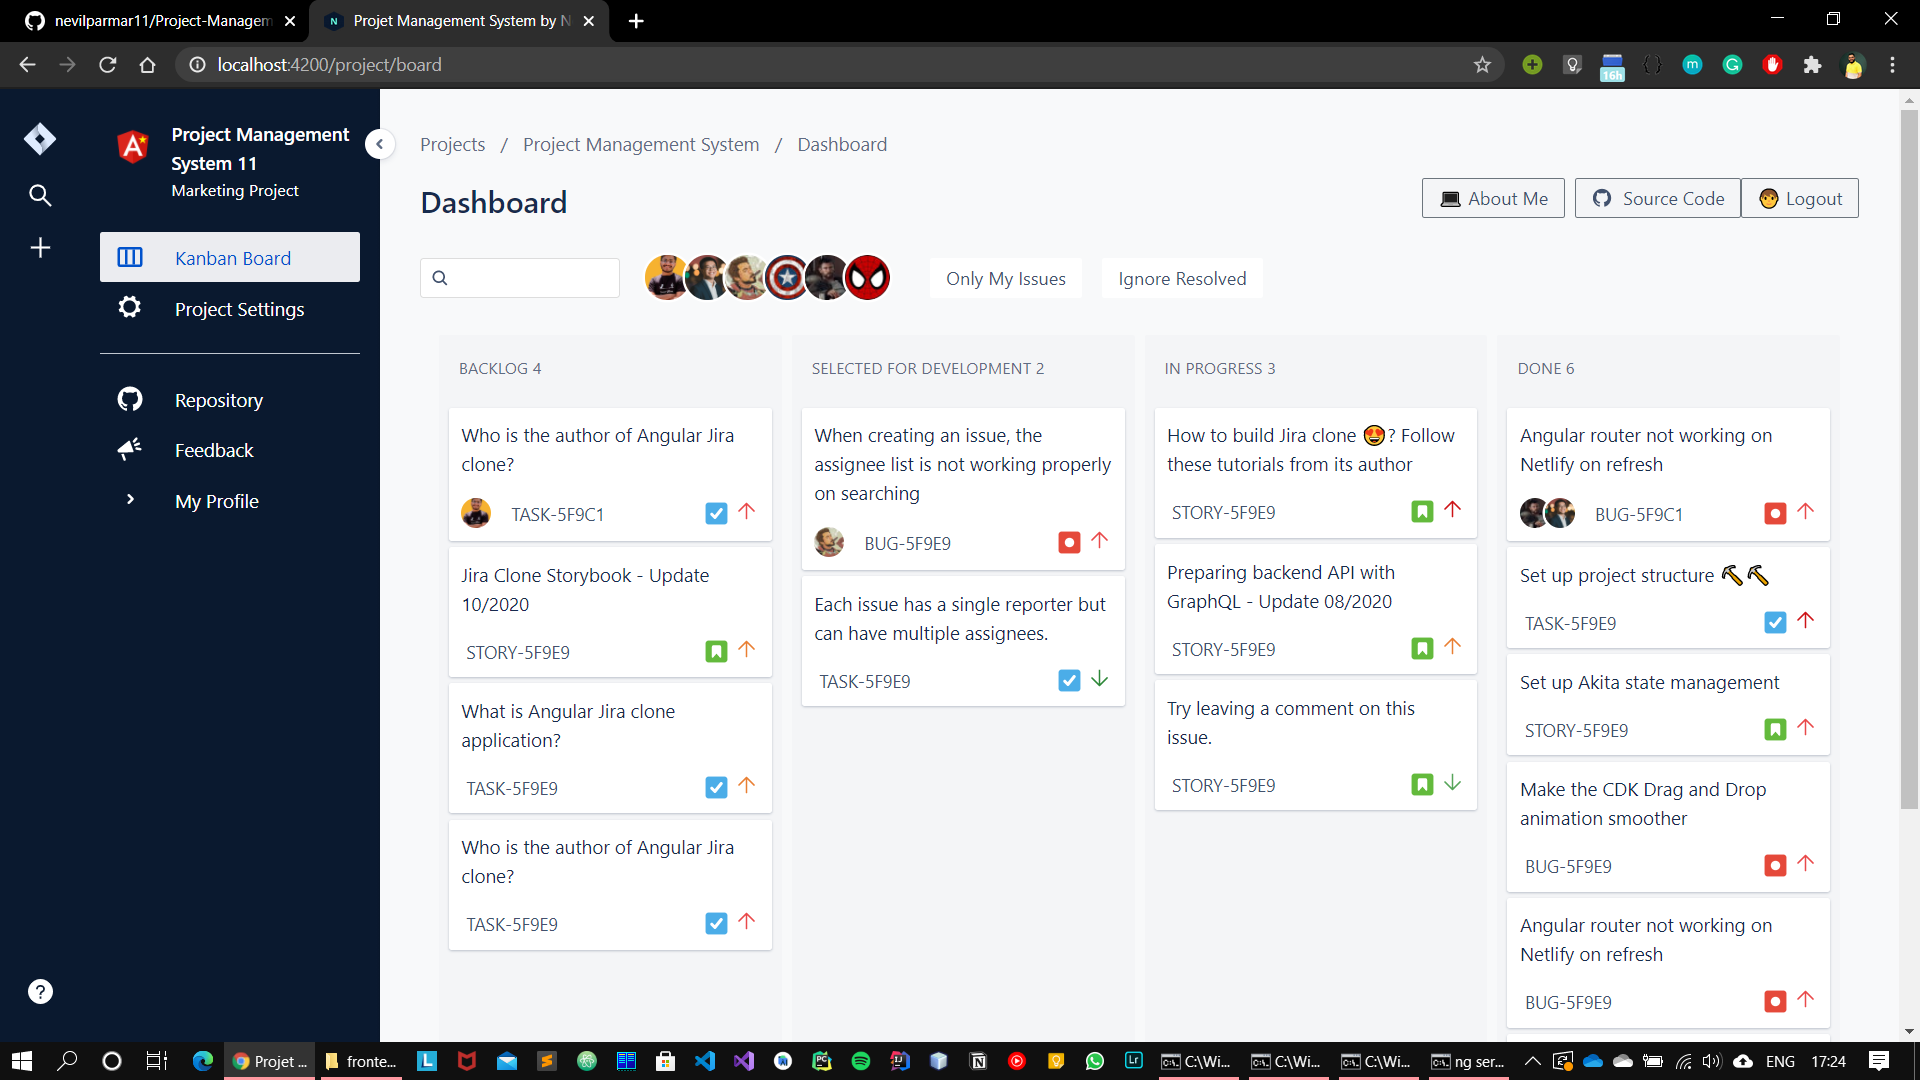 nevilparmar11/Project-Managem
Projet Management System by N
localhost:4200/project/board
16h
Project Management
System 11
Marketing Project
Kanban Board
Project Settings
Repository
Feedback
My Profile
Projects / Project Management System / Dashboard
Dashboard
About Me
Source Code
Logout
Only My Issues
Ignore Resolved
BACKLOG 4
Who is the author of Angular Jira
clone?
TASK-5F9C1
Jira Clone Storybook - Update
10/2020
STORY-5F9E9
What is Angular Jira clone
application?
TASK-5F9E9
Who is the author of Angular Jira
clone?
TASK-5F9E9
SELECTED FOR DEVELOPMENT 2
When creating an issue, the
assignee list is not working properly
on searching
BUG-5F9E9
Each issue has a single reporter but
can have multiple assignees.
TASK-5F9E9
IN PROGRESS 3
How to build Jira clone 😍? Follow
these tutorials from its author
STORY-5F9E9
Preparing backend API with
GraphQL - Update 08/2020
STORY-5F9E9
Try leaving a comment on this
issue.
STORY-5F9E9
DONE 6
Angular router not working on
Netlify on refresh
BUG-5F9C1
Set up project structure 🔨🔨
TASK-5F9E9
Set up Akita state management
STORY-5F9E9
Make the CDK Drag and Drop
animation smoother
BUG-5F9E9
Angular router not working on
Netlify on refresh
BUG-5F9E9
Projet ...
fronte...
C:\Wi...
C:\Wi...
C:\Wi...
ng ser...
ENG
17:24